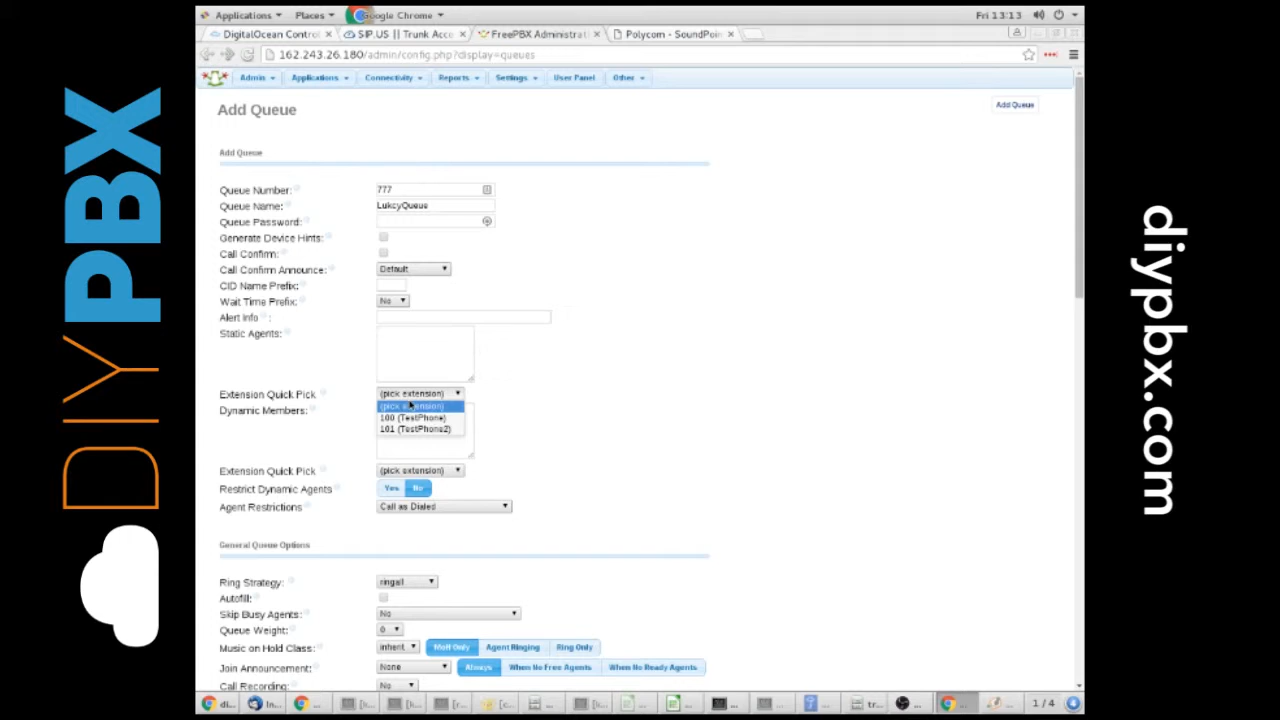 Applications Places Google Chrome Fri 13:13
DigitalOcean Contro SIP.US || Trunk Acco FreePBX Administrat Polycom - SoundPoin
162.243.26.180/admin/config.php?display=queues
Admin Applications Connectivity Reports Settings User Panel Other
Add Queue
Add Queue
Add Queue
Queue Number: 777
Queue Name: LukcyQueue
Queue Password:
Generate Device Hints:
Call Confirm:
Call Confirm Announce: Default
CID Name Prefix:
Wait Time Prefix: No
Alert Info :
Static Agents:
Extension Quick Pick (pick extension)
(pick extension)
Dynamic Members:
100 (TestPhone)
101 (TestPhone2)
Extension Quick Pick (pick extension)
Restrict Dynamic Agents Yes No
Agent Restrictions Call as Dialed
General Queue Options
Ring Strategy: ringall
Autofill:
Skip Busy Agents: No
Queue Weight: 0
Music on Hold Class: inherit MoH Only Agent Ringing Ring Only
Join Announcement: None Always When No Free Agents When No Ready Agents
Call Recording: No
1 / 4
DIYPBX
diypbx.com